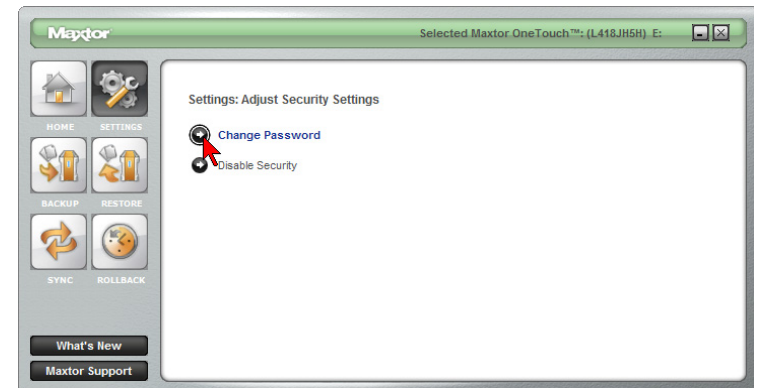 Maxtor
Selected Maxtor OneTouch™: (L418JH5H) E:
HOME SETTINGS
BACKUP RESTORE
SYNC ROLLBACK
What's New
Maxtor Support
Settings: Adjust Security Settings
Change Password
Disable Security